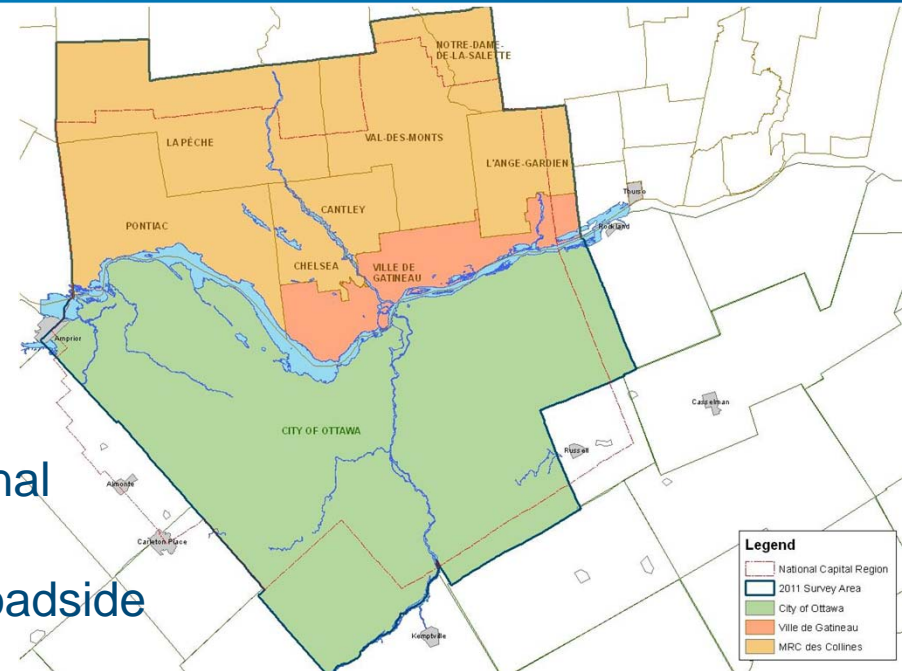 NOTRE-DAME-
DE-LA-SALETTE
LA PÊCHE
VAL-DES-MONTS
L'ANGE-GARDIEN
Thurso
CANTLEY
PONTIAC
Rockland
CHELSEA
VILLE DE
GATINEAU
Arnprior
Casselman
CITY OF OTTAWA
Russell
nal
Almonte
Carleton Place
oadside
Kemptville
Legend
National Capital Region
2011 Survey Area
City of Ottawa
Ville de Gatineau
MRC des Collines